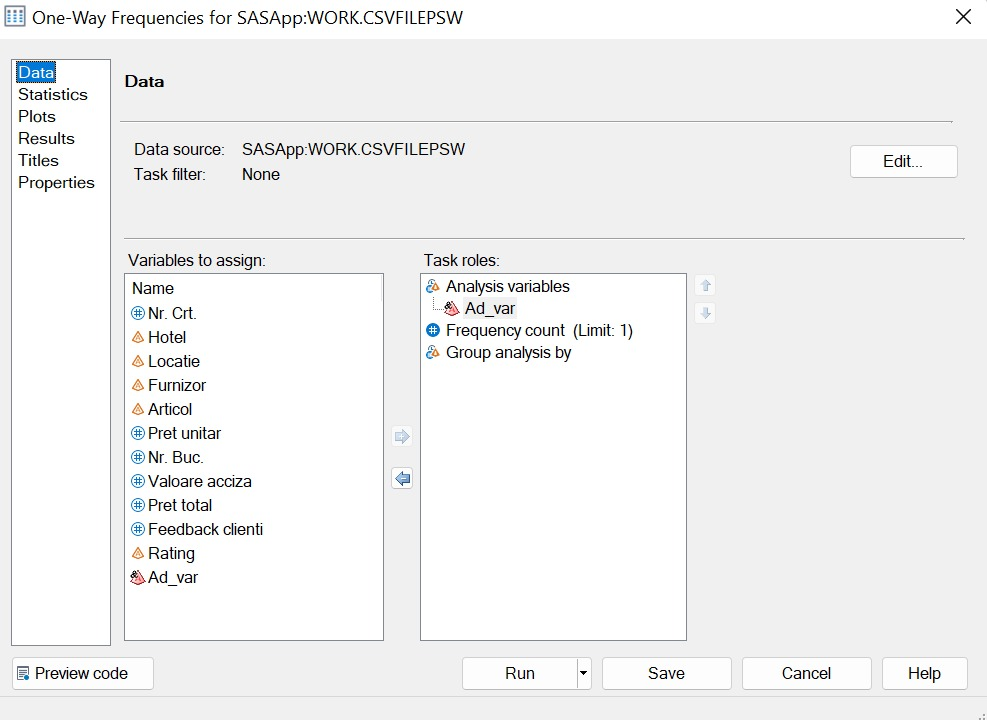 One-Way Frequencies for SASApp:WORK.CSVFILEPSW
Data
Statistics
Plots
Results
Titles
Properties
Data
Data source: SASApp:WORK.CSVFILEPSW
Task filter: None
Edit...
Variables to assign:
Name
Nr. Crt.
Hotel
Locatie
Furnizor
Articol
Pret unitar
Nr. Buc.
Valoare acciza
Pret total
Feedback clienti
Rating
Ad_var
Task roles:
Analysis variables
Ad_var
Frequency count (Limit: 1)
Group analysis by
Preview code
Run
Save
Cancel
Help